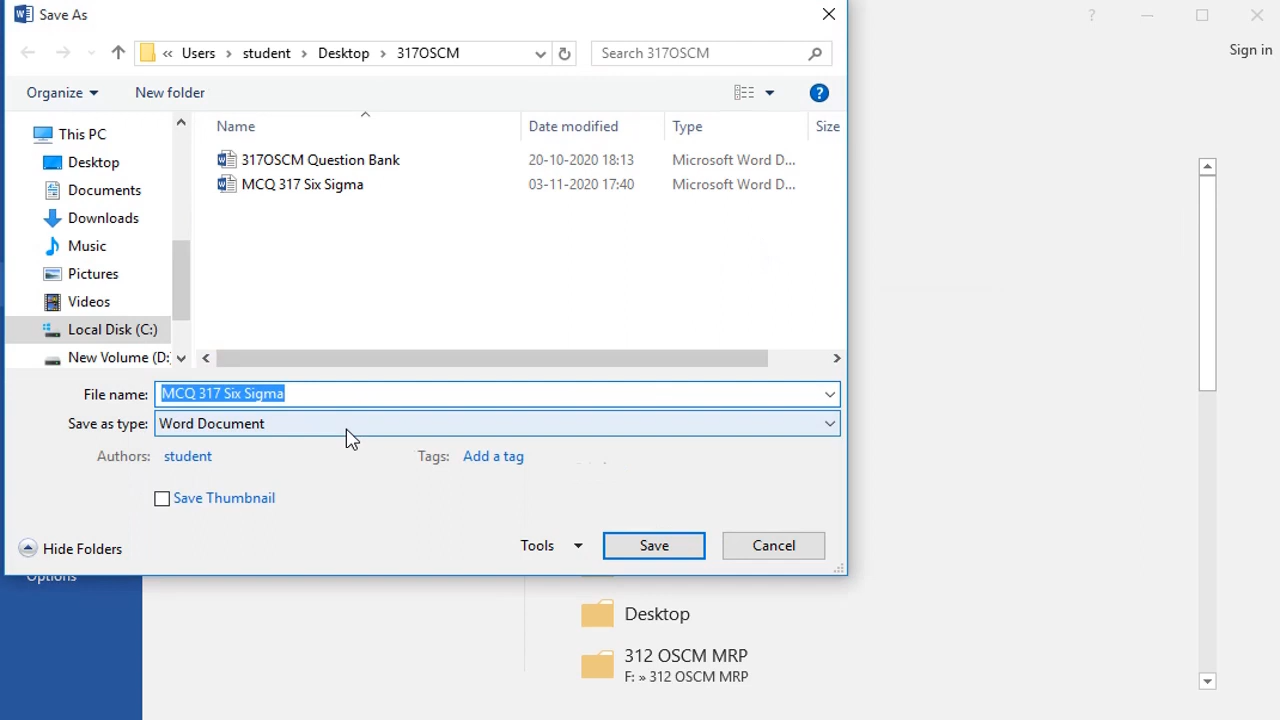 Save As
? 
Sign in
« Users › student › Desktop › 317OSCM
Search 317OSCM
Organize
New folder
?
Name
Date modified
Type
Size
This PC
Desktop
Documents
Downloads
Music
Pictures
Videos
Local Disk (C:)
New Volume (D:
317OSCM Question Bank 20-10-2020 18:13 Microsoft Word D...
MCQ 317 Six Sigma 03-11-2020 17:40 Microsoft Word D...
File name: MCQ 317 Six Sigma
Save as type: Word Document
Authors: student
Tags: Add a tag
Save Thumbnail
Hide Folders
Tools
Save
Cancel
Options
Desktop
312 OSCM MRP
F: » 312 OSCM MRP